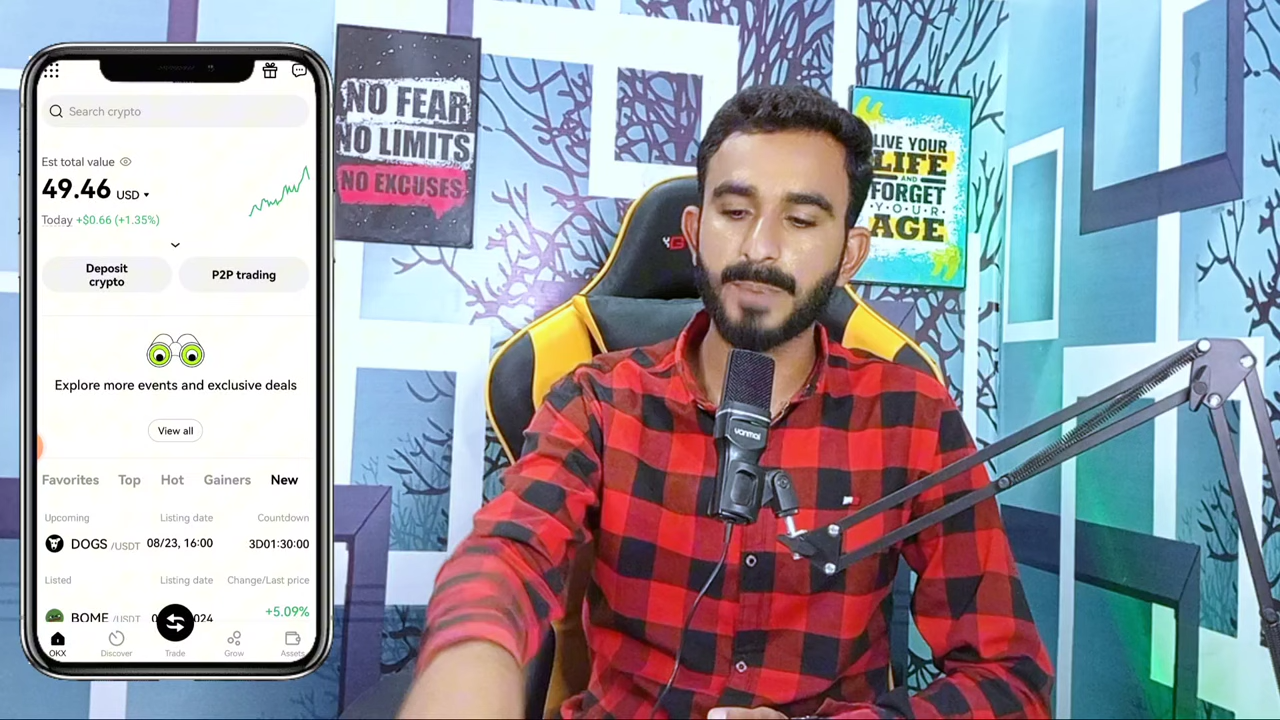 Search crypto
Est total value
49.46 USD
Today +$0.66 (+1.35%)
Deposit
crypto
P2P trading
Explore more events and exclusive deals
View all
Favorites Top Hot Gainers New
Upcoming Listing date Countdown
DOGS /USDT 08/23, 16:00 3D01:30:00
Listed Listing date Change/Last price
BOME /USDT 024 +5.09%
OKX Discover Trade Grow Assets
NO FEAR
NO LIMITS
NO EXCUSES
LIVE YOUR
LIFE
AND
FORGET
YOUR
AGE
yanmai